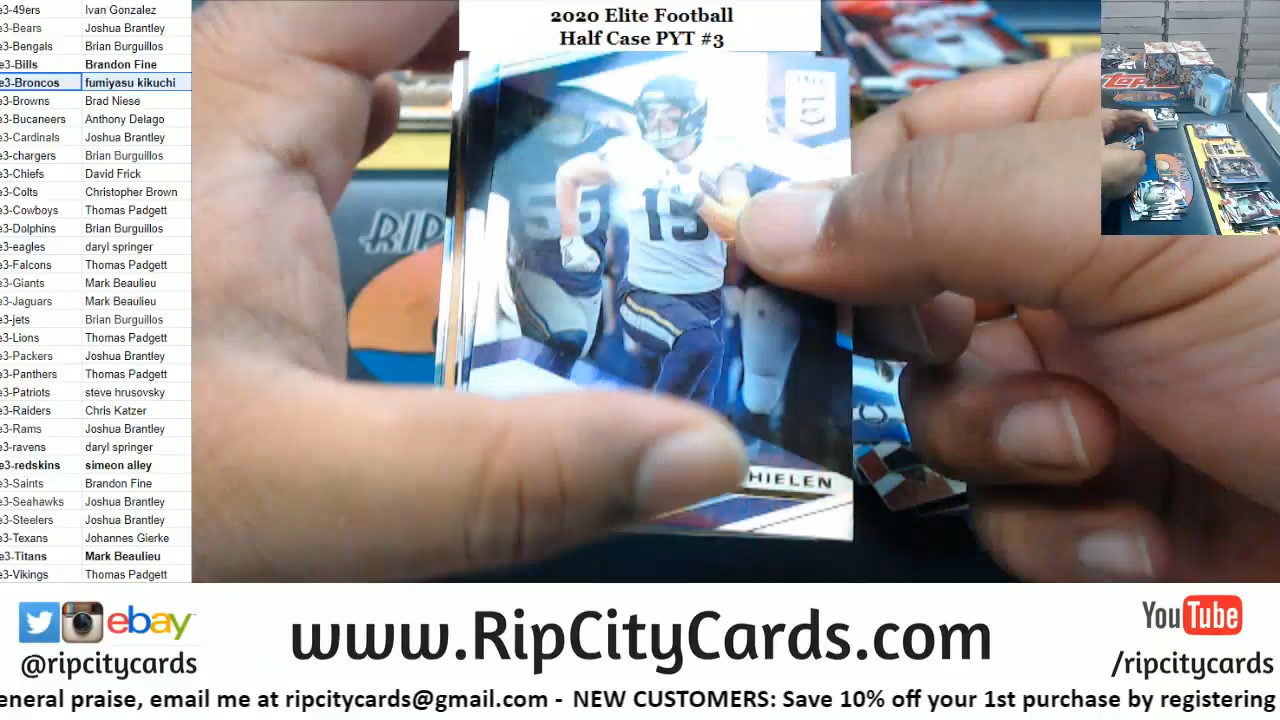 2020 Elite Football
Half Case PYT #3
e3-49ers Ivan Gonzalez
e3-Bears Joshua Brantley
e3-Bengals Brian Burguillos
e3-Bills Brandon Fine
e3-Broncos fumiyasu kikuchi
e3-Browns Brad Niese
e3-Bucaneers Anthony Delago
e3-Cardinals Joshua Brantley
e3-chargers Brian Burguillos
e3-Chiefs David Frick
e3-Colts Christopher Brown
e3-Cowboys Thomas Padgett
e3-Dolphins Brian Burguillos
e3-eagles daryl springer
e3-Falcons Thomas Padgett
e3-Giants Mark Beaulieu
e3-Jaguars Mark Beaulieu
e3-jets Brian Burguillos
e3-Lions Thomas Padgett
e3-Packers Joshua Brantley
e3-Panthers Thomas Padgett
e3-Patriots steve hrusovsky
e3-Raiders Chris Katzer
e3-Rams Joshua Brantley
e3-ravens daryl springer
e3-redskins simeon alley
e3-Saints Brandon Fine
e3-Seahawks Joshua Brantley
e3-Steelers Joshua Brantley
e3-Texans Johannes Gierke
e3-Titans Mark Beaulieu
e3-Vikings Thomas Padgett
RIP
55
19
HIELEN
Topps
ebay
@ripcitycards
www.RipCityCards.com
YouTube
/ripcitycards
eneral praise, email me at ripcitycards@gmail.com - NEW CUSTOMERS: Save 10% off your 1st purchase by registering